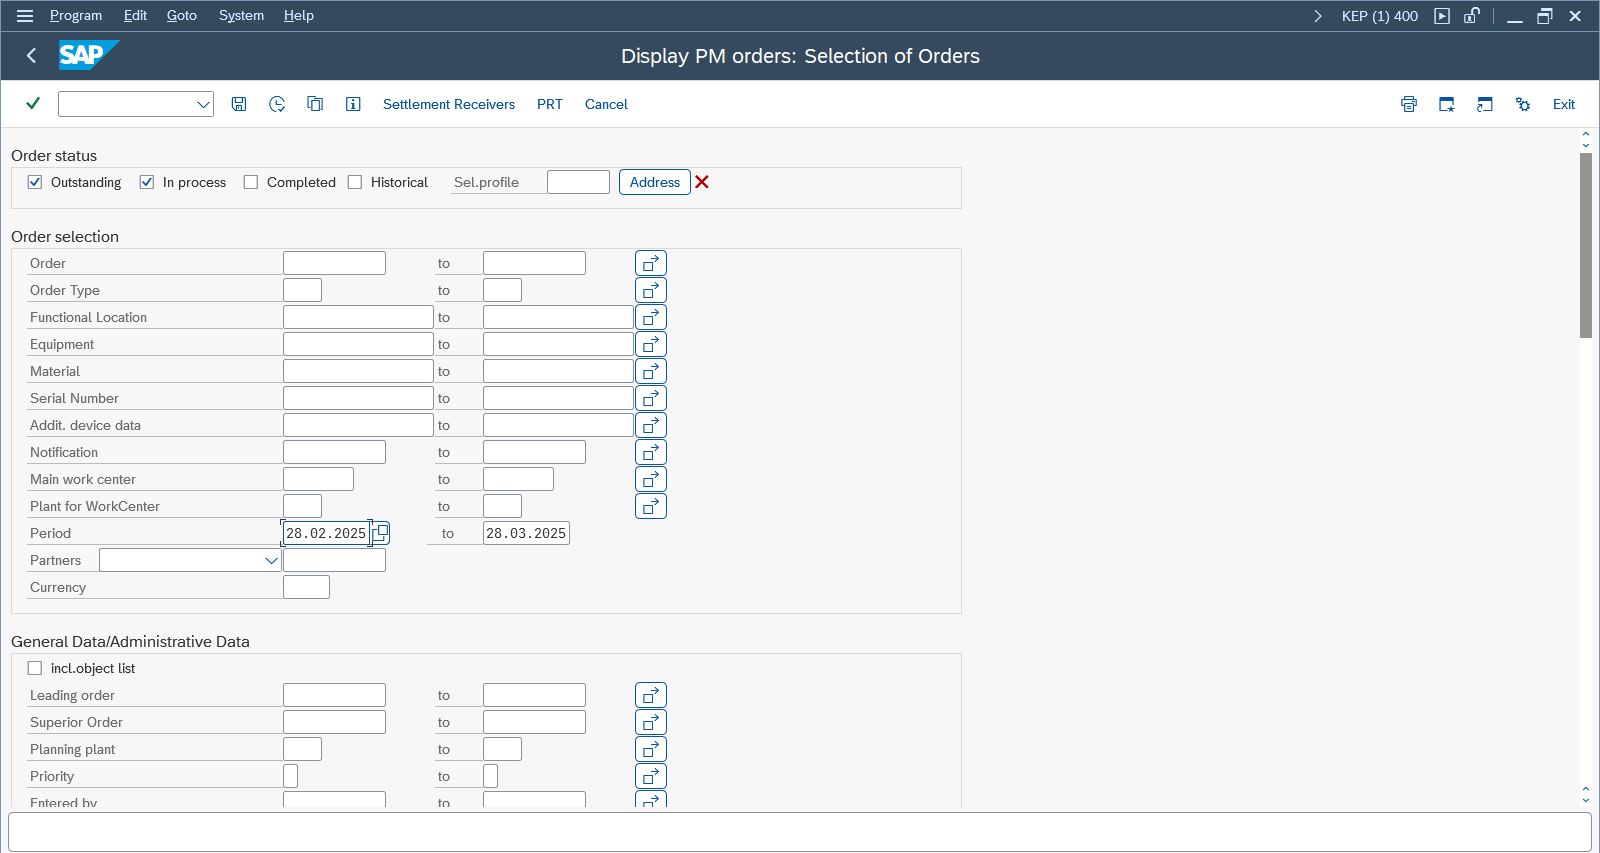 Program Edit Goto System Help KEP (1) 400
SAP Display PM orders: Selection of Orders
Settlement Receivers PRT Cancel Exit
Order status
Outstanding In process Completed Historical Sel.profile Address
Order selection
Order to
Order Type to
Functional Location to
Equipment to
Material to
Serial Number to
Addit. device data to
Notification to
Main work center to
Plant for WorkCenter to
Period 28.02.2025 to 28.03.2025
Partners
Currency
General Data/Administrative Data
incl.object list
Leading order to
Superior Order to
Planning plant to
Priority to
Entered by to